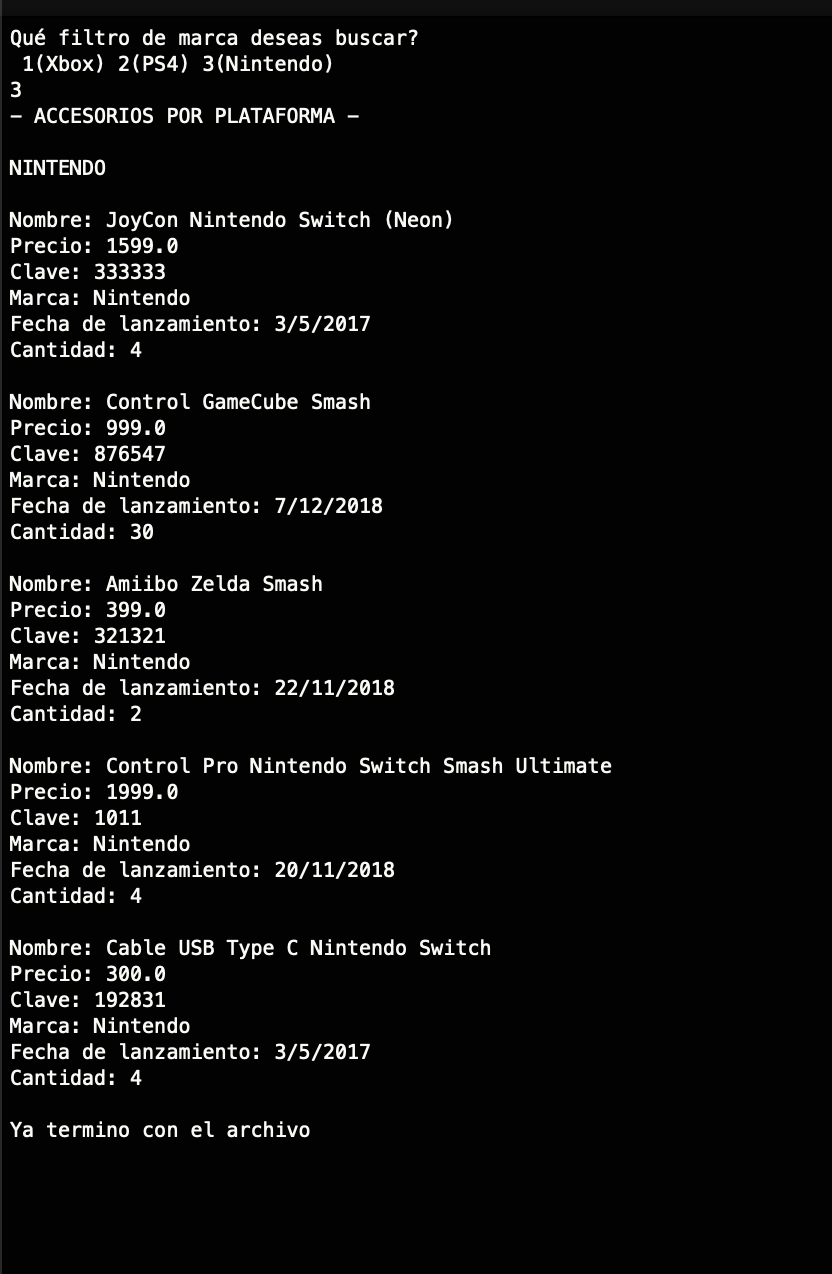 Qué filtro de marca deseas buscar?
1(Xbox) 2(PS4) 3(Nintendo)
3
- ACCESORIOS POR PLATAFORMA -
NINTENDO
Nombre: JoyCon Nintendo Switch (Neon)
Precio: 1599.0
Clave: 333333
Marca: Nintendo
Fecha de lanzamiento: 3/5/2017
Cantidad: 4
Nombre: Control GameCube Smash
Precio: 999.0
Clave: 876547
Marca: Nintendo
Fecha de lanzamiento: 7/12/2018
Cantidad: 30
Nombre: Amiibo Zelda Smash
Precio: 399.0
Clave: 321321
Marca: Nintendo
Fecha de lanzamiento: 22/11/2018
Cantidad: 2
Nombre: Control Pro Nintendo Switch Smash Ultimate
Precio: 1999.0
Clave: 1011
Marca: Nintendo
Fecha de lanzamiento: 20/11/2018
Cantidad: 4
Nombre: Cable USB Type C Nintendo Switch
Precio: 300.0
Clave: 192831
Marca: Nintendo
Fecha de lanzamiento: 3/5/2017
Cantidad: 4
Ya termino con el archivo